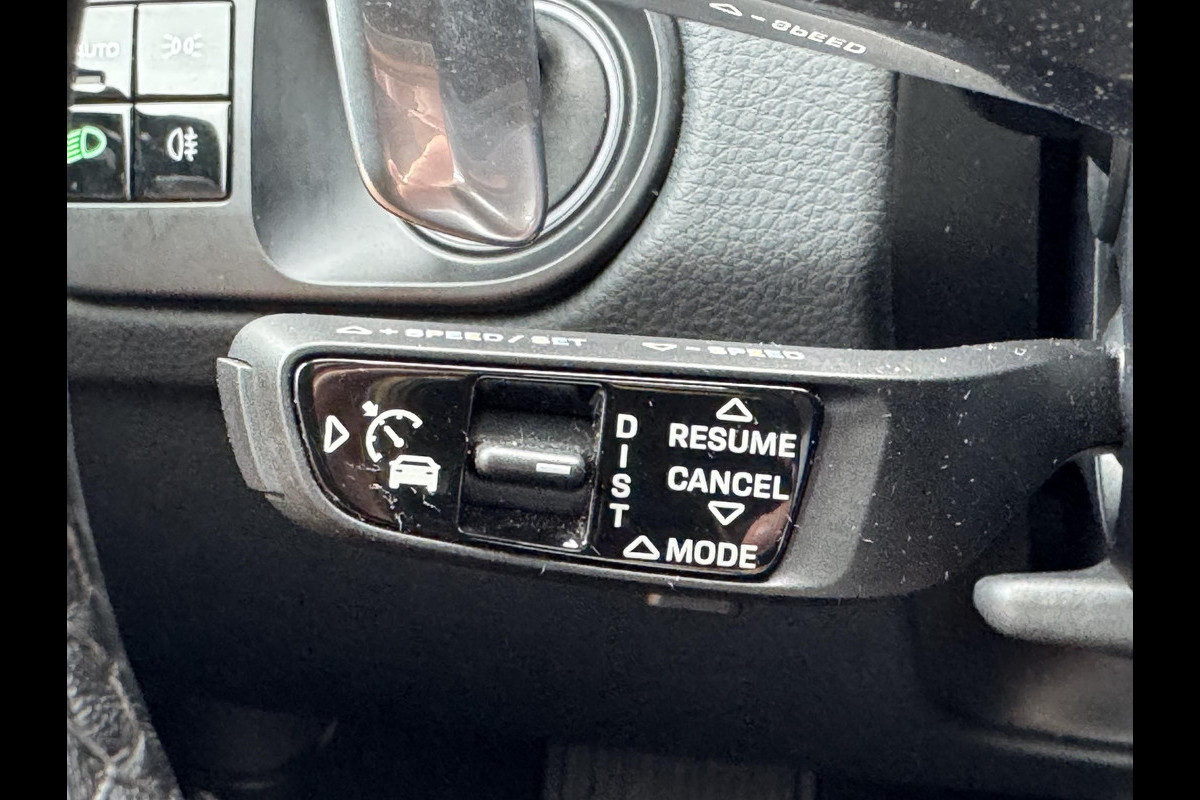 AUTO
- SPEED
+ SPEED / SET
- SPEED
DIST
RESUME
CANCEL
MODE